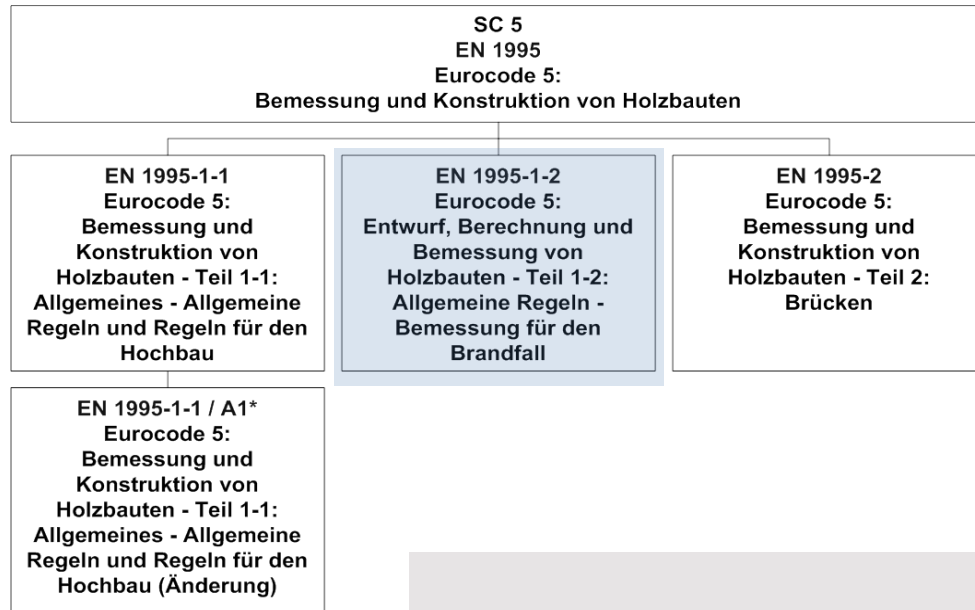 SC 5
EN 1995
Eurocode 5:
Bemessung und Konstruktion von Holzbauten
EN 1995-1-1
Eurocode 5:
Bemessung und
Konstruktion von
Holzbauten - Teil 1-1:
Allgemeines - Allgemeine
Regeln und Regeln für den
Hochbau
EN 1995-1-2
Eurocode 5:
Entwurf, Berechnung und
Bemessung von
Holzbauten - Teil 1-2:
Allgemeine Regeln -
Bemessung für den
Brandfall
EN 1995-2
Eurocode 5:
Bemessung und
Konstruktion von
Holzbauten - Teil 2:
Brücken
EN 1995-1-1 / A1*
Eurocode 5:
Bemessung und
Konstruktion von
Holzbauten - Teil 1-1:
Allgemeines - Allgemeine
Regeln und Regeln für den
Hochbau (Änderung)